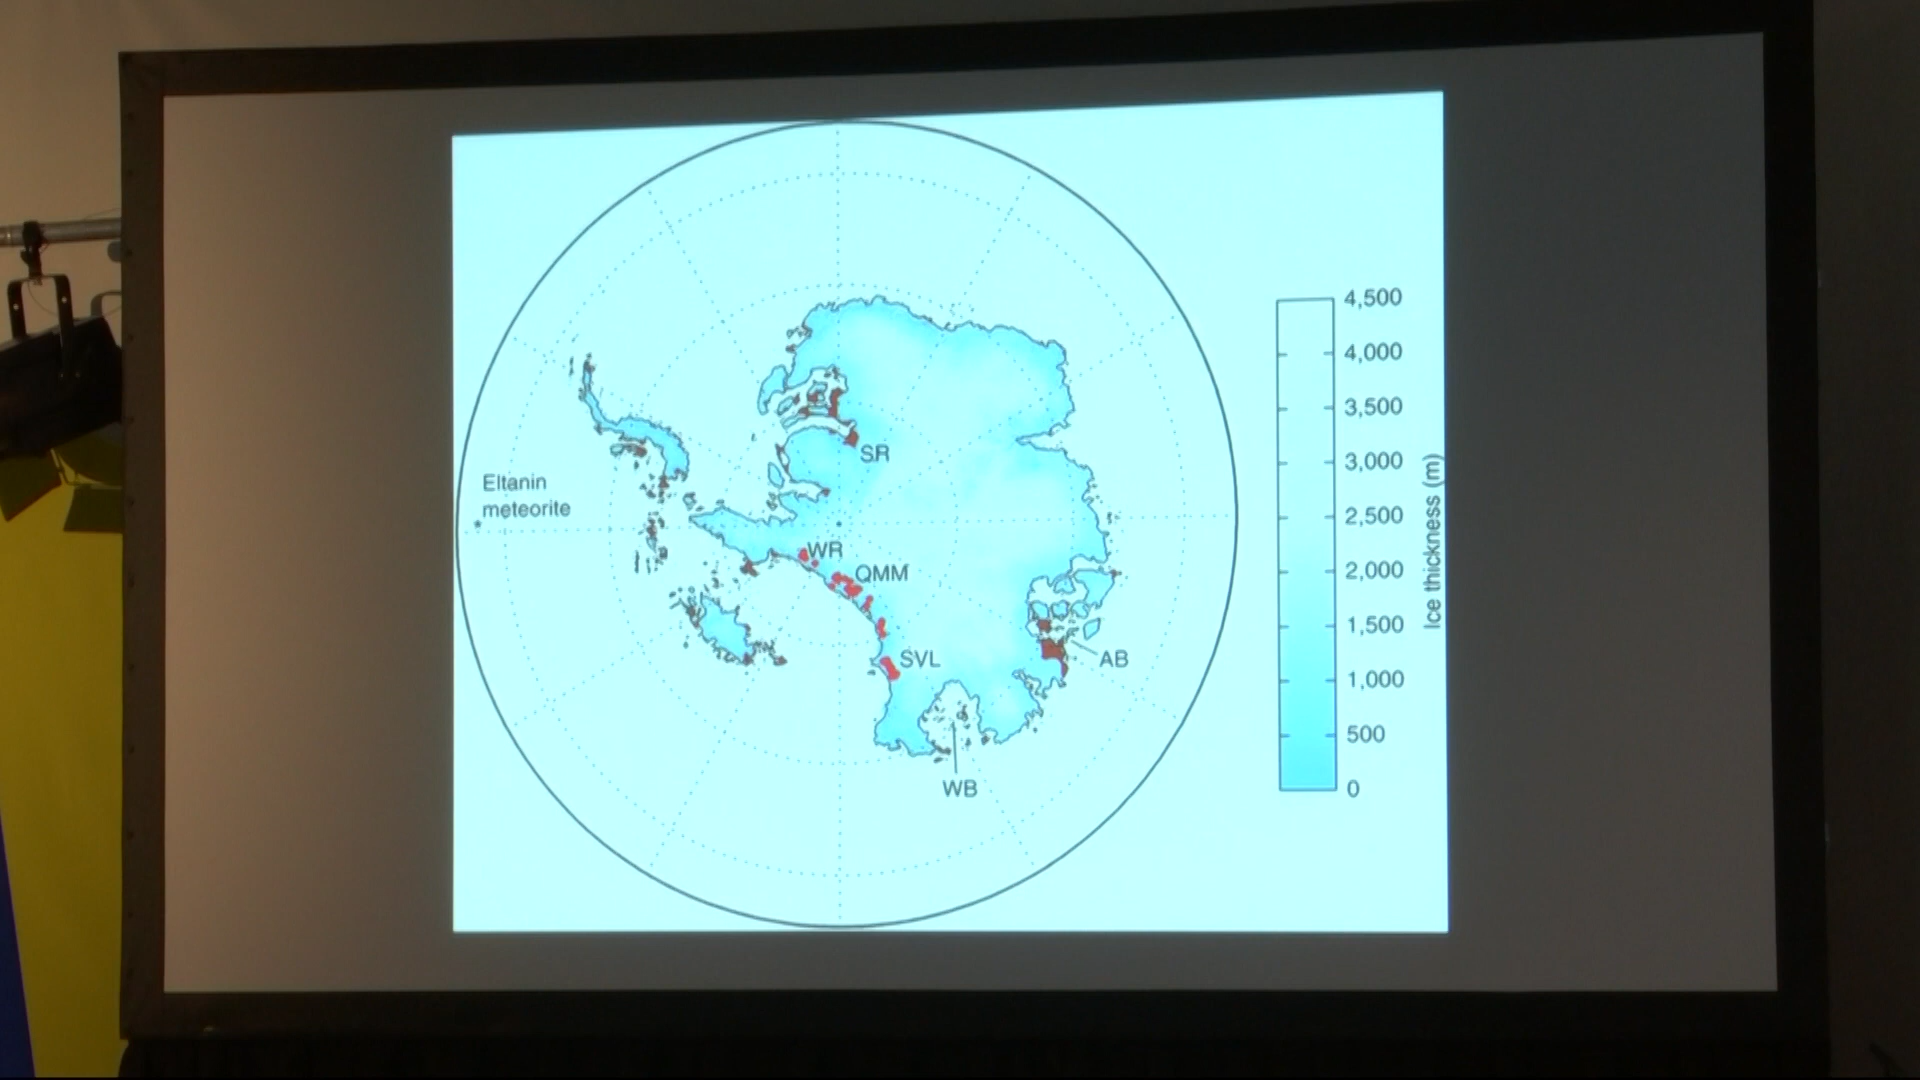 Eltanin
meteorite
SR
WR
QMM
SVL
AB
WB
4,500
4,000
3,500
3,000
2,500
2,000
1,500
1,000
500
0
Ice thickness (m)